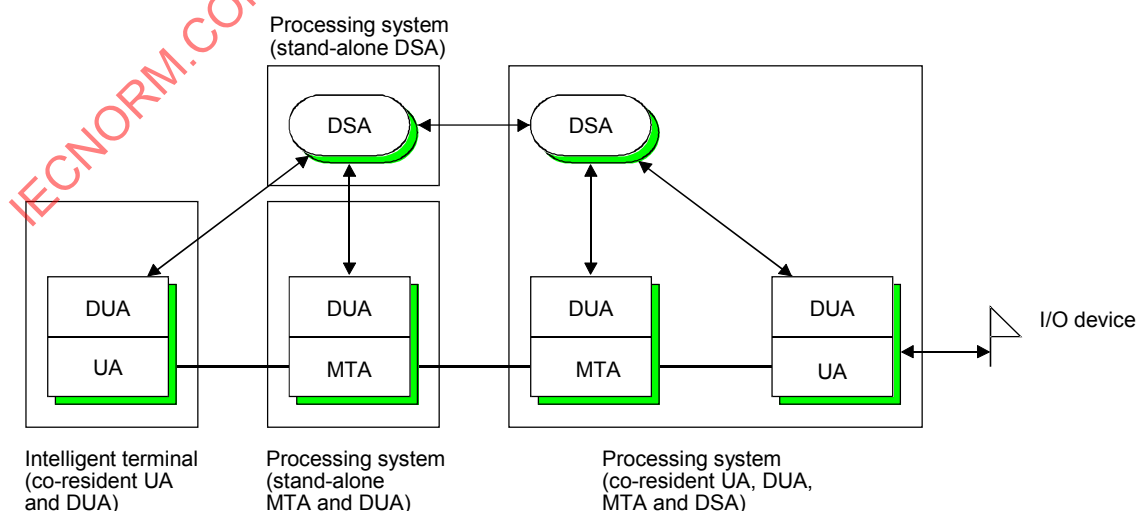 Processing system
(stand-alone DSA)
IECNORM.CO
DSA
DSA
DUA
DUA
DUA
DUA
I/O device
UA
MTA
MTA
UA
Intelligent terminal
(co-resident UA
and DUA)
Processing system
(stand-alone
MTA and DUA)
Processing system
(co-resident UA, DUA,
MTA and DSA)